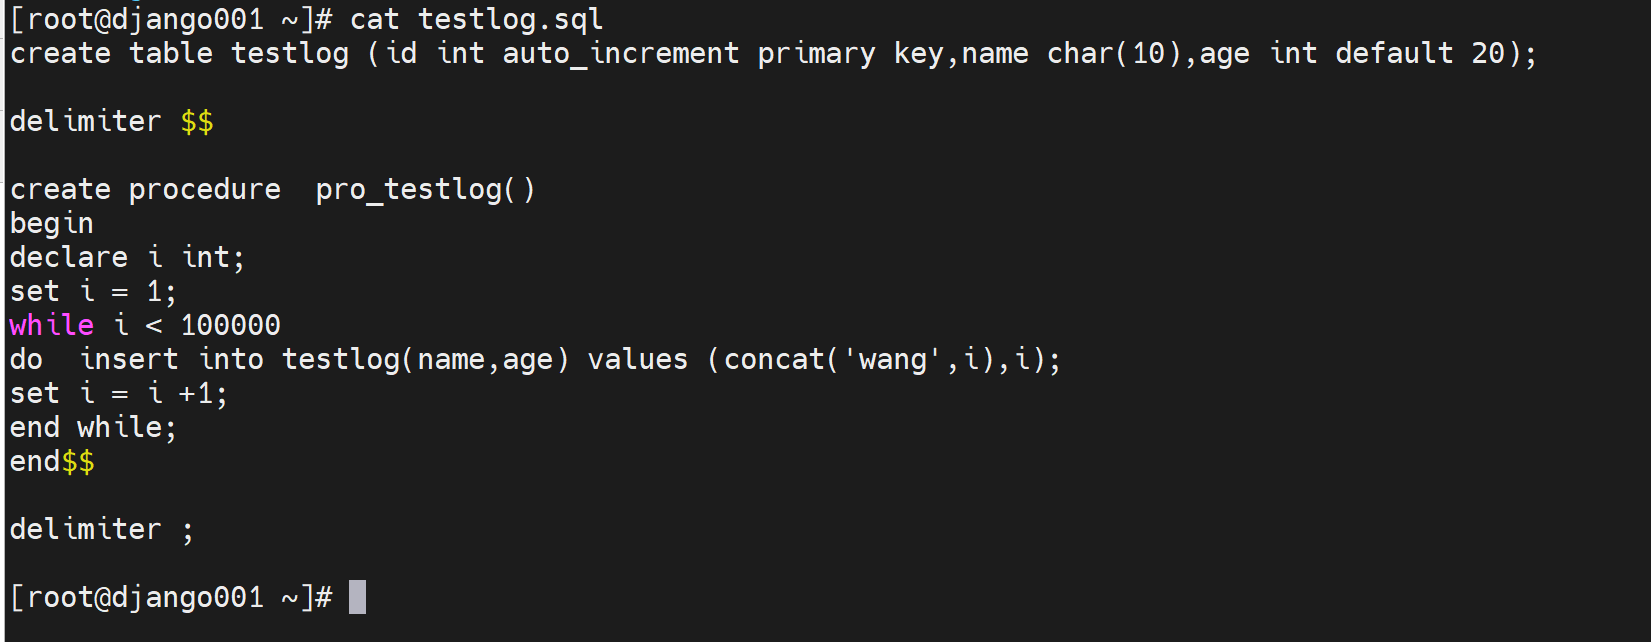 [root@django001 ~]# cat testlog.sql
create table testlog (id int auto_increment primary key,name char(10),age int default 20);
delimiter $$
create procedure  pro_testlog()
begin
declare i int;
set i = 1;
while i < 100000
do  insert into testlog(name,age) values (concat('wang',i),i);
set i = i +1;
end while;
end$$
delimiter ;
[root@django001 ~]#